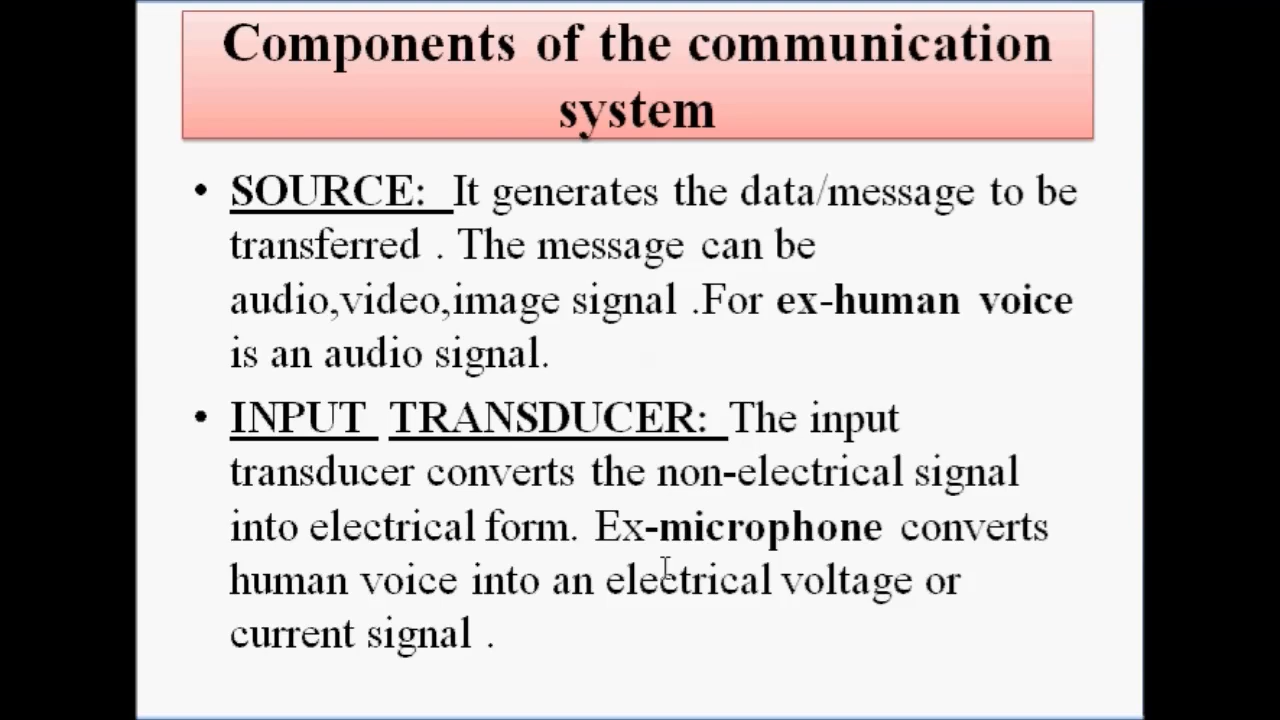 Components of the communication
system
• SOURCE: It generates the data/message to be
transferred . The message can be
audio,video,image signal .For ex-human voice
is an audio signal.
• INPUT TRANSDUCER: The input
transducer converts the non-electrical signal
into electrical form. Ex-microphone converts
human voice into an electrical voltage or
current signal .